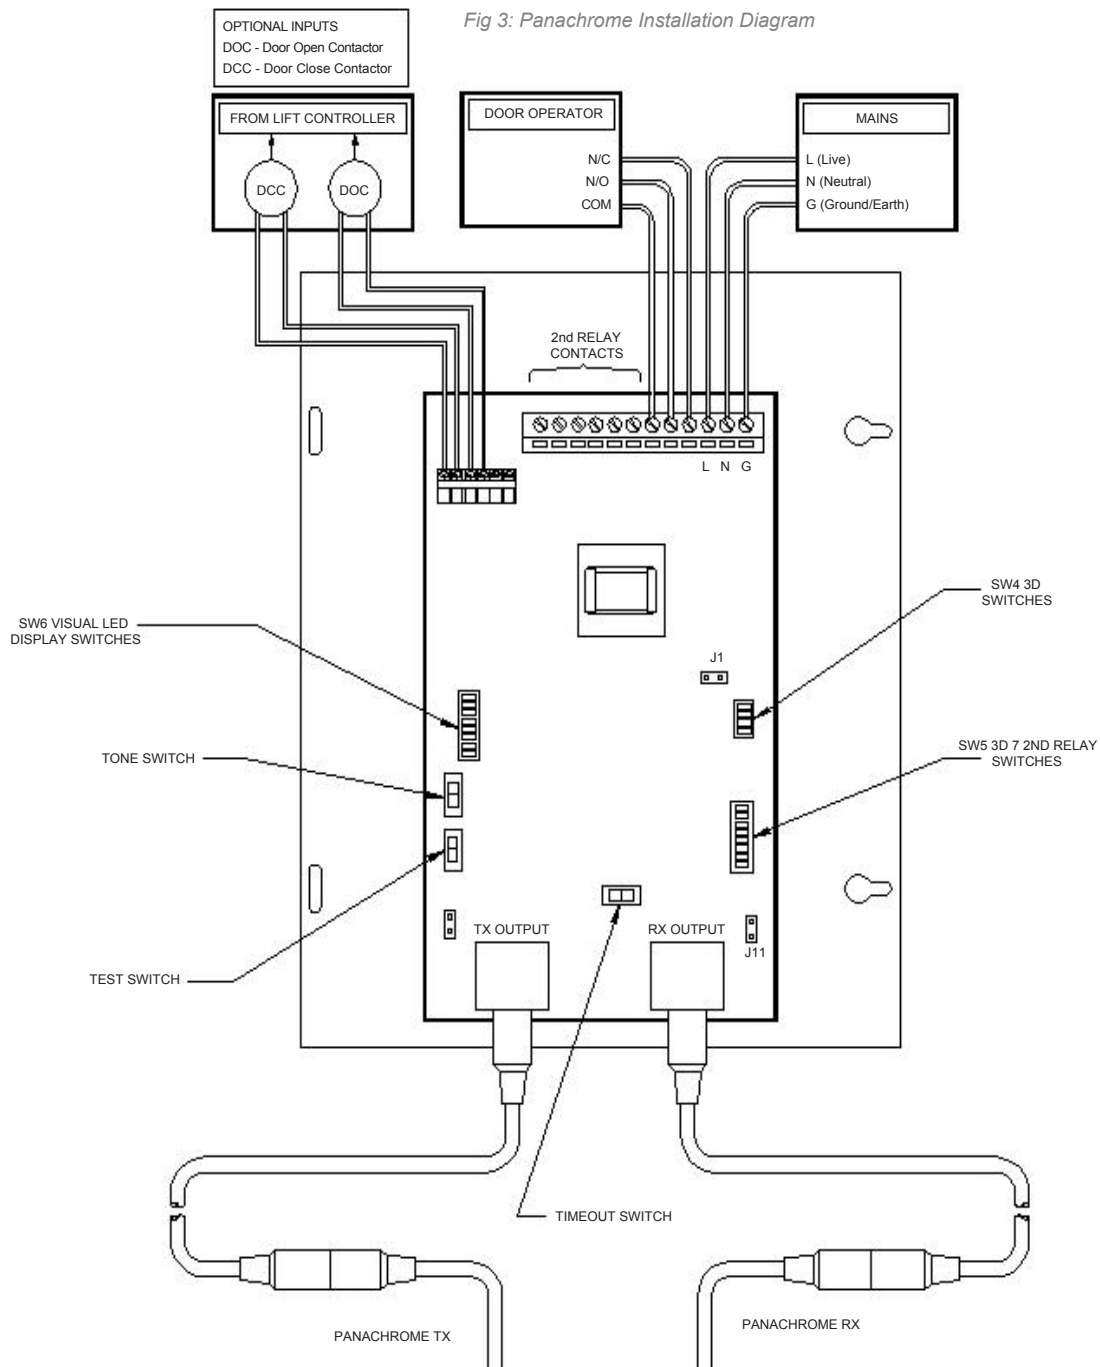 Fig 3: Panachrome Installation Diagram
OPTIONAL INPUTS
DOC - Door Open Contactor
DCC - Door Close Contactor
FROM LIFT CONTROLLER
DCC
DOC
DOOR OPERATOR
N/C
N/O
COM
MAINS
L (Live)
N (Neutral)
G (Ground/Earth)
2nd RELAY
CONTACTS
L N G
SW4 3D
SWITCHES
SW6 VISUAL LED
DISPLAY SWITCHES
J1
TONE SWITCH
SW5 3D 7 2ND RELAY
SWITCHES
TX OUTPUT
RX OUTPUT
J11
TEST SWITCH
TIMEOUT SWITCH
PANACHROME TX
PANACHROME RX